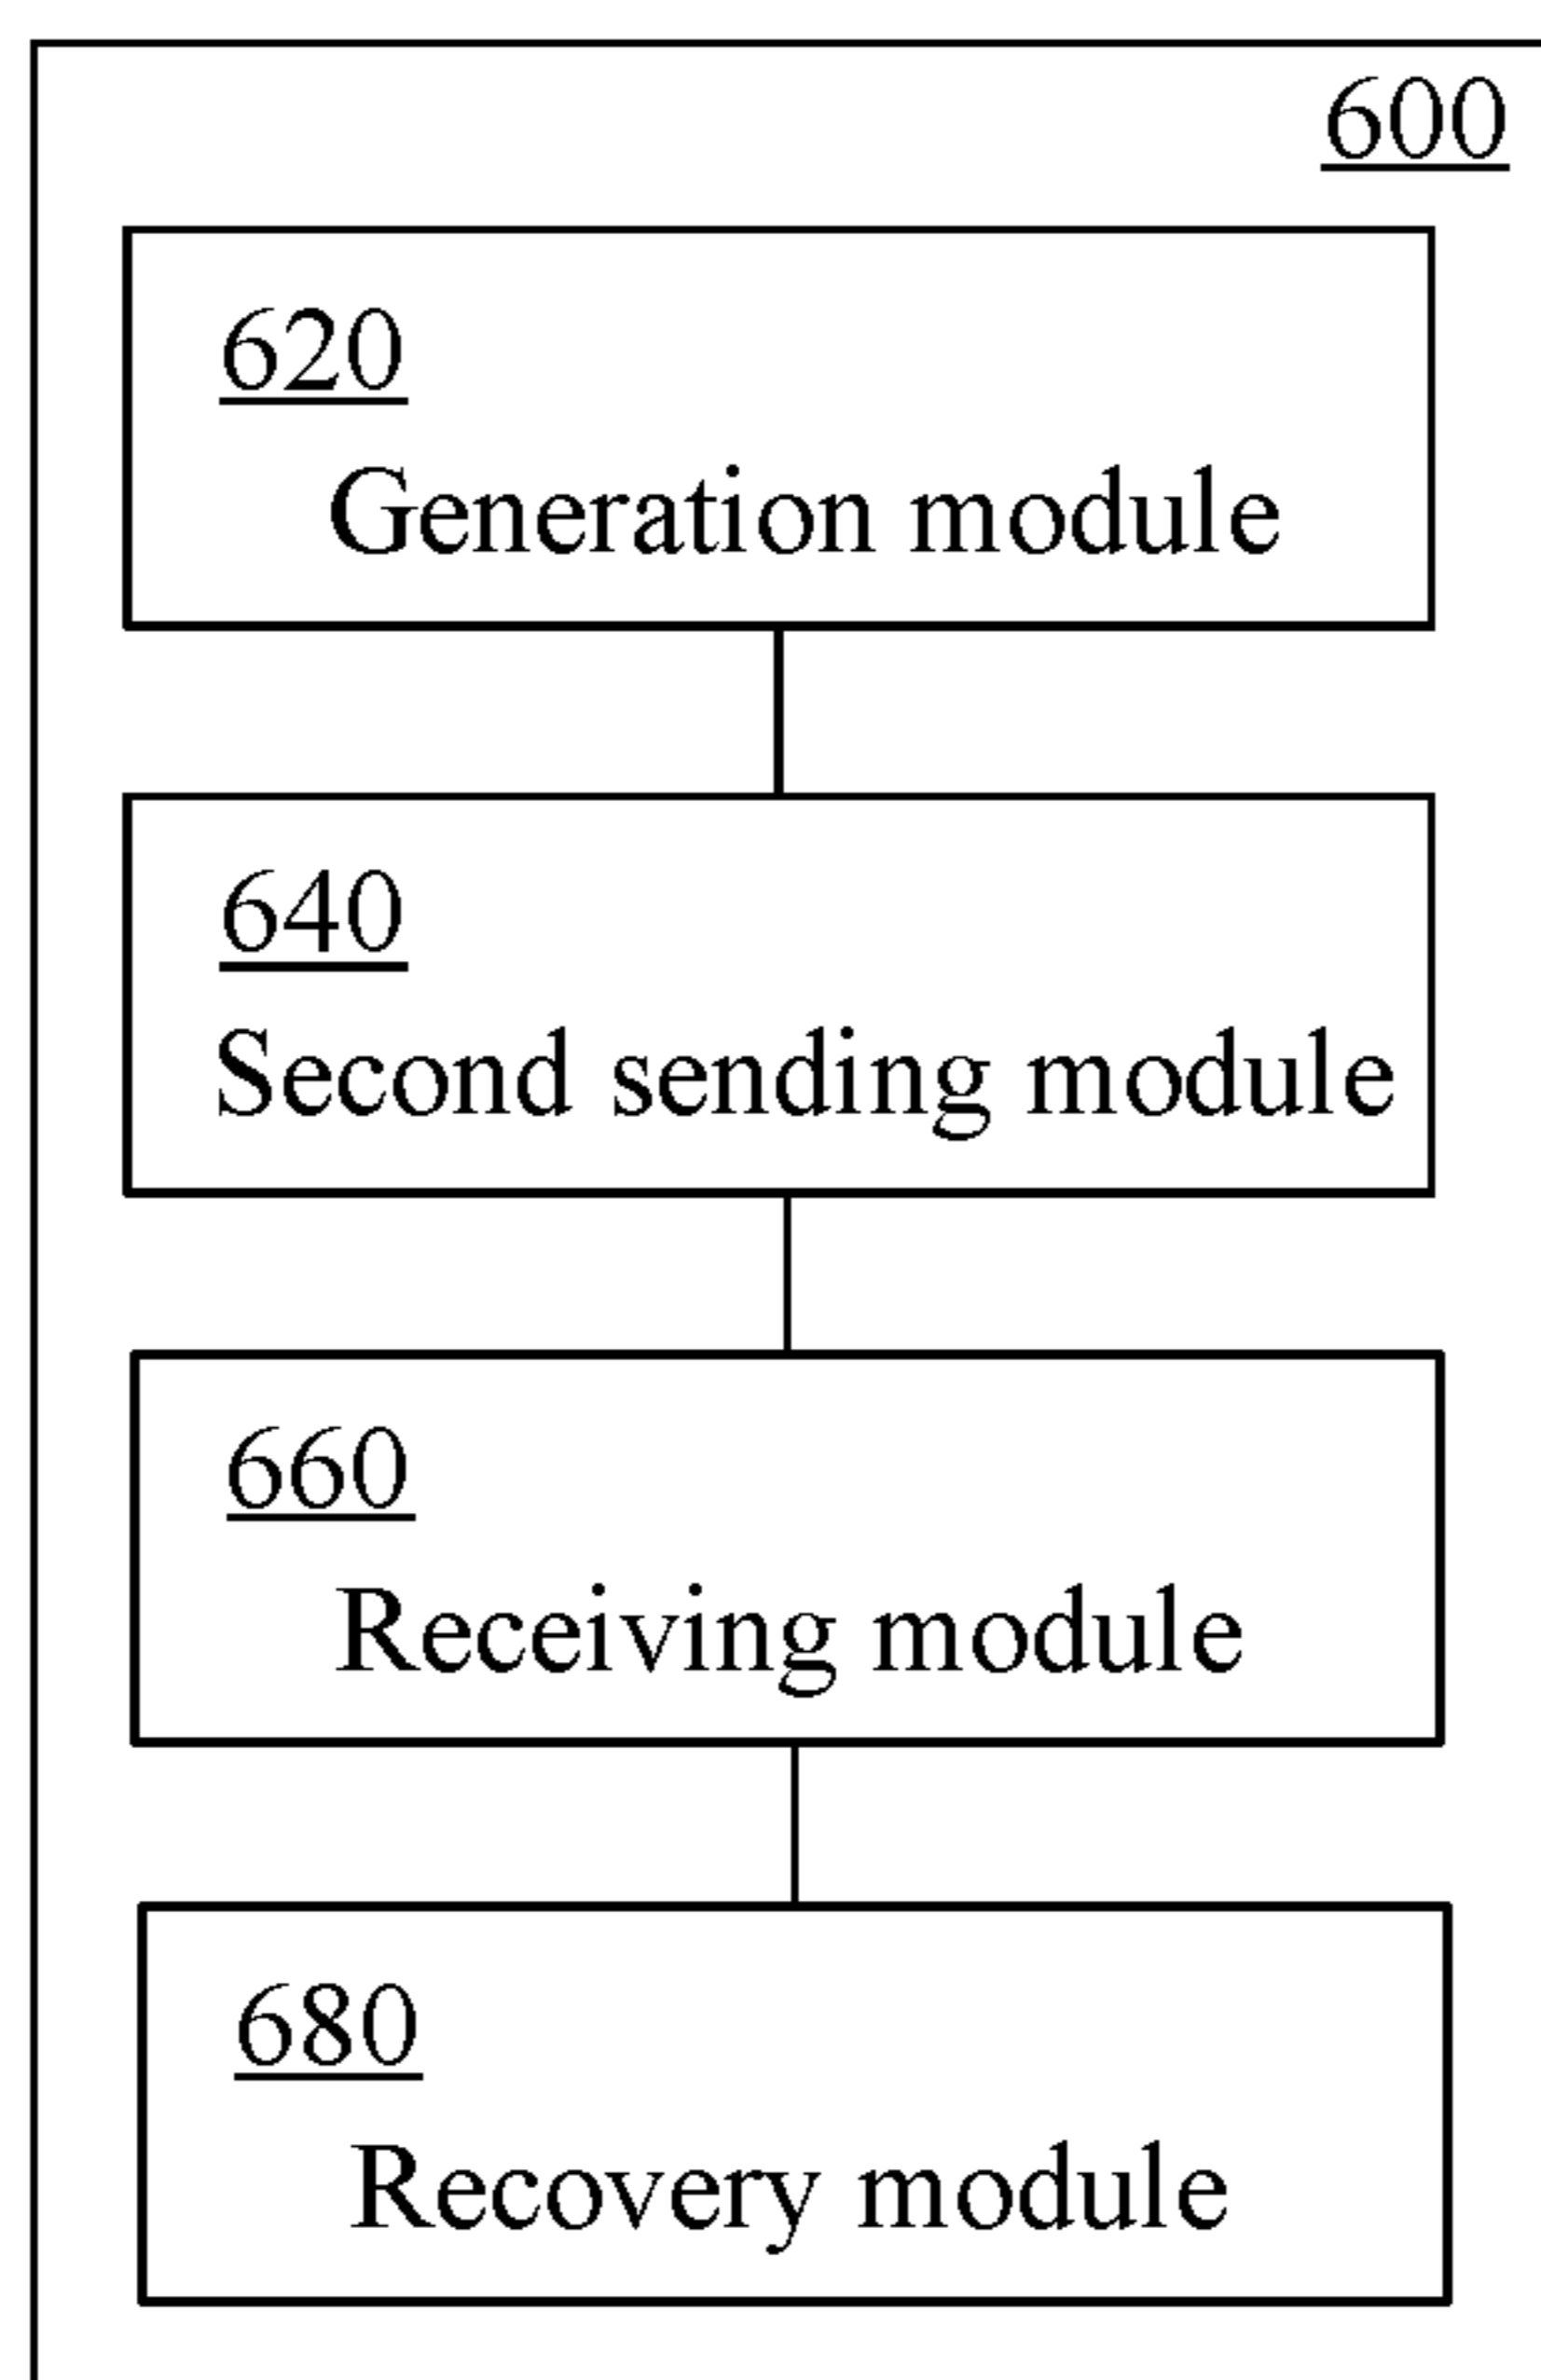 600
620
Generation module
640
Second sending module
660
Receiving module
680
Recovery module